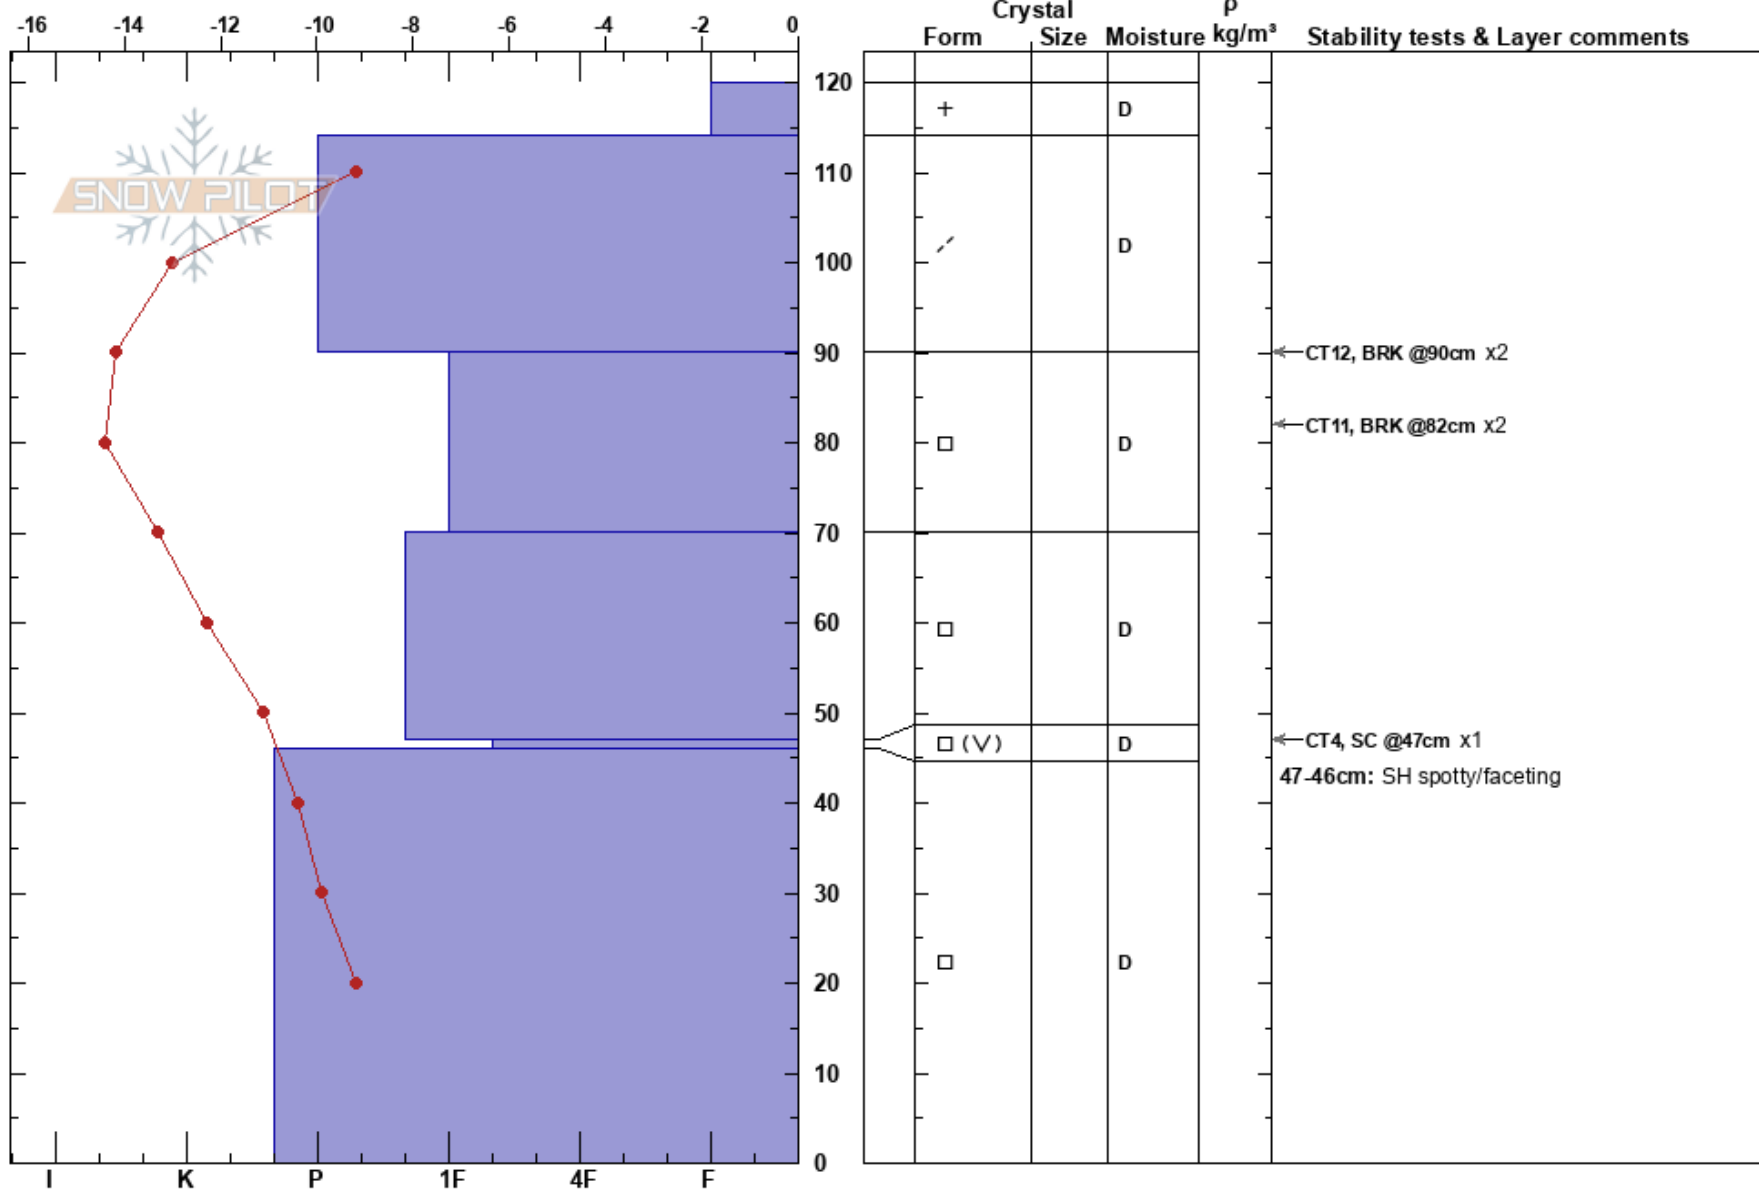 -16 -14 -12 -10 -8 -6 -4 -2 0
Crystal ρ
Form Size Moisture kg/m³ Stability tests & Layer comments
120
+ D
110
SNOW PILOT
D
100
90 CT12, BRK @90cm x2
CT11, BRK @82cm x2
80 D
70
60 D
50
(V) D CT4, SC @47cm x1
47-46cm: SH spotty/faceting
40
30
20 D
10
0
I K P 1F 4F F